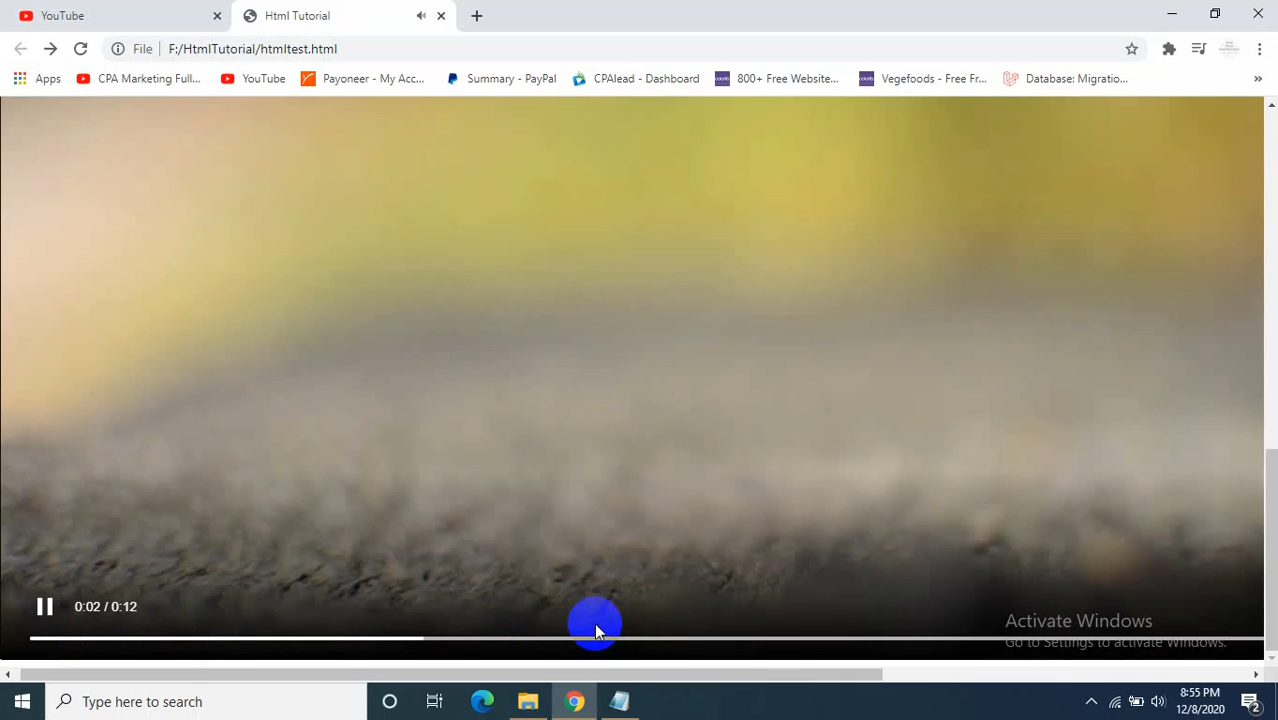 YouTube
Html Tutorial
File
F:/HtmlTutorial/htmltest.html
Apps
CPA Marketing Full...
YouTube
Payoneer - My Acc...
Summary - PayPal
CPAlead - Dashboard
800+ Free Website...
Vegefoods - Free Fr...
Database: Migratio...
0:02 / 0:12
Activate Windows
Go to Settings to activate Windows.
Type here to search
8:55 PM
12/8/2020
2